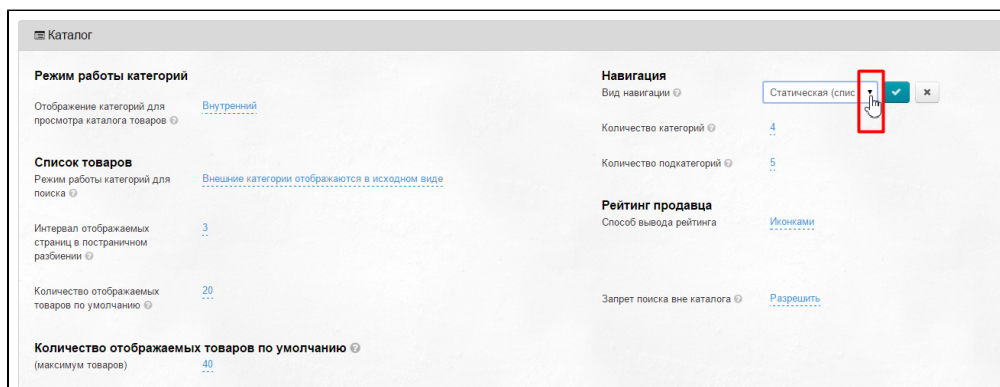 Каталог
Режим работы категорий
Отображение категорий для
просмотра каталога товаров
Внутренний
Список товаров
Режим работы категорий для
поиска
Внешние категории отображаются в исходном виде
Интервал отображаемых
страниц в постраничном
разбиении
3
Количество отображаемых
товаров по умолчанию
20
Количество отображаемых товаров по умолчанию
(максимум товаров)
40
Навигация
Вид навигации
Статическая (спис
Количество категорий
4
Количество подкатегорий
5
Рейтинг продавца
Способ вывода рейтинга
Иконками
Запрет поиска вне каталога
Разрешить